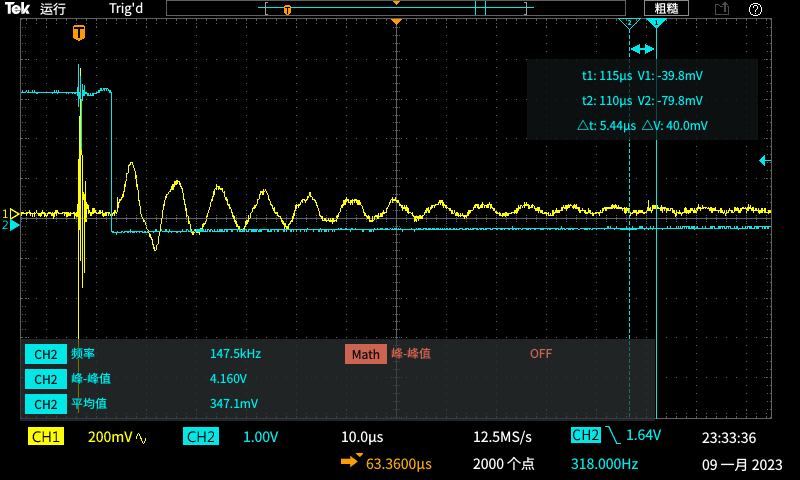 Tek 运行 Trig'd 粗糙
T
2 1
t1: 115μs V1: -39.8mV
t2: 110μs V2: -79.8mV
△t: 5.44μs △V: 40.0mV
1
2
CH2 频率 147.5kHz Math 峰-峰值 OFF
CH2 峰-峰值 4.160V
CH2 平均值 347.1mV
CH1 200mV CH2 1.00V 10.0μs 12.5MS/s CH2 1.64V 23:33:36
63.3600μs 2000 个点 318.000Hz 09 一月 2023